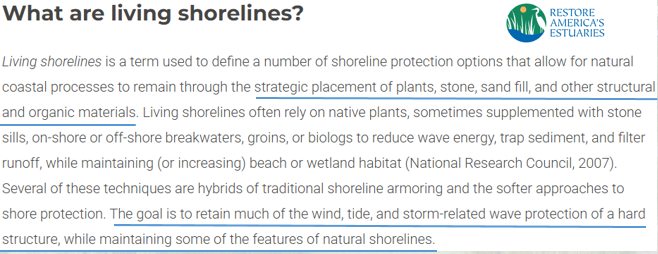 What are living shorelines?
RESTORE
AMERICA'S
ESTUARIES
Living shorelines is a term used to define a number of shoreline protection options that allow for natural
coastal processes to remain through the strategic placement of plants, stone, sand fill, and other structural
and organic materials. Living shorelines often rely on native plants, sometimes supplemented with stone
sills, on-shore or off-shore breakwaters, groins, or biologs to reduce wave energy, trap sediment, and filter
runoff, while maintaining (or increasing) beach or wetland habitat (National Research Council, 2007).
Several of these techniques are hybrids of traditional shoreline armoring and the softer approaches to
shore protection. The goal is to retain much of the wind, tide, and storm-related wave protection of a hard
structure, while maintaining some of the features of natural shorelines.